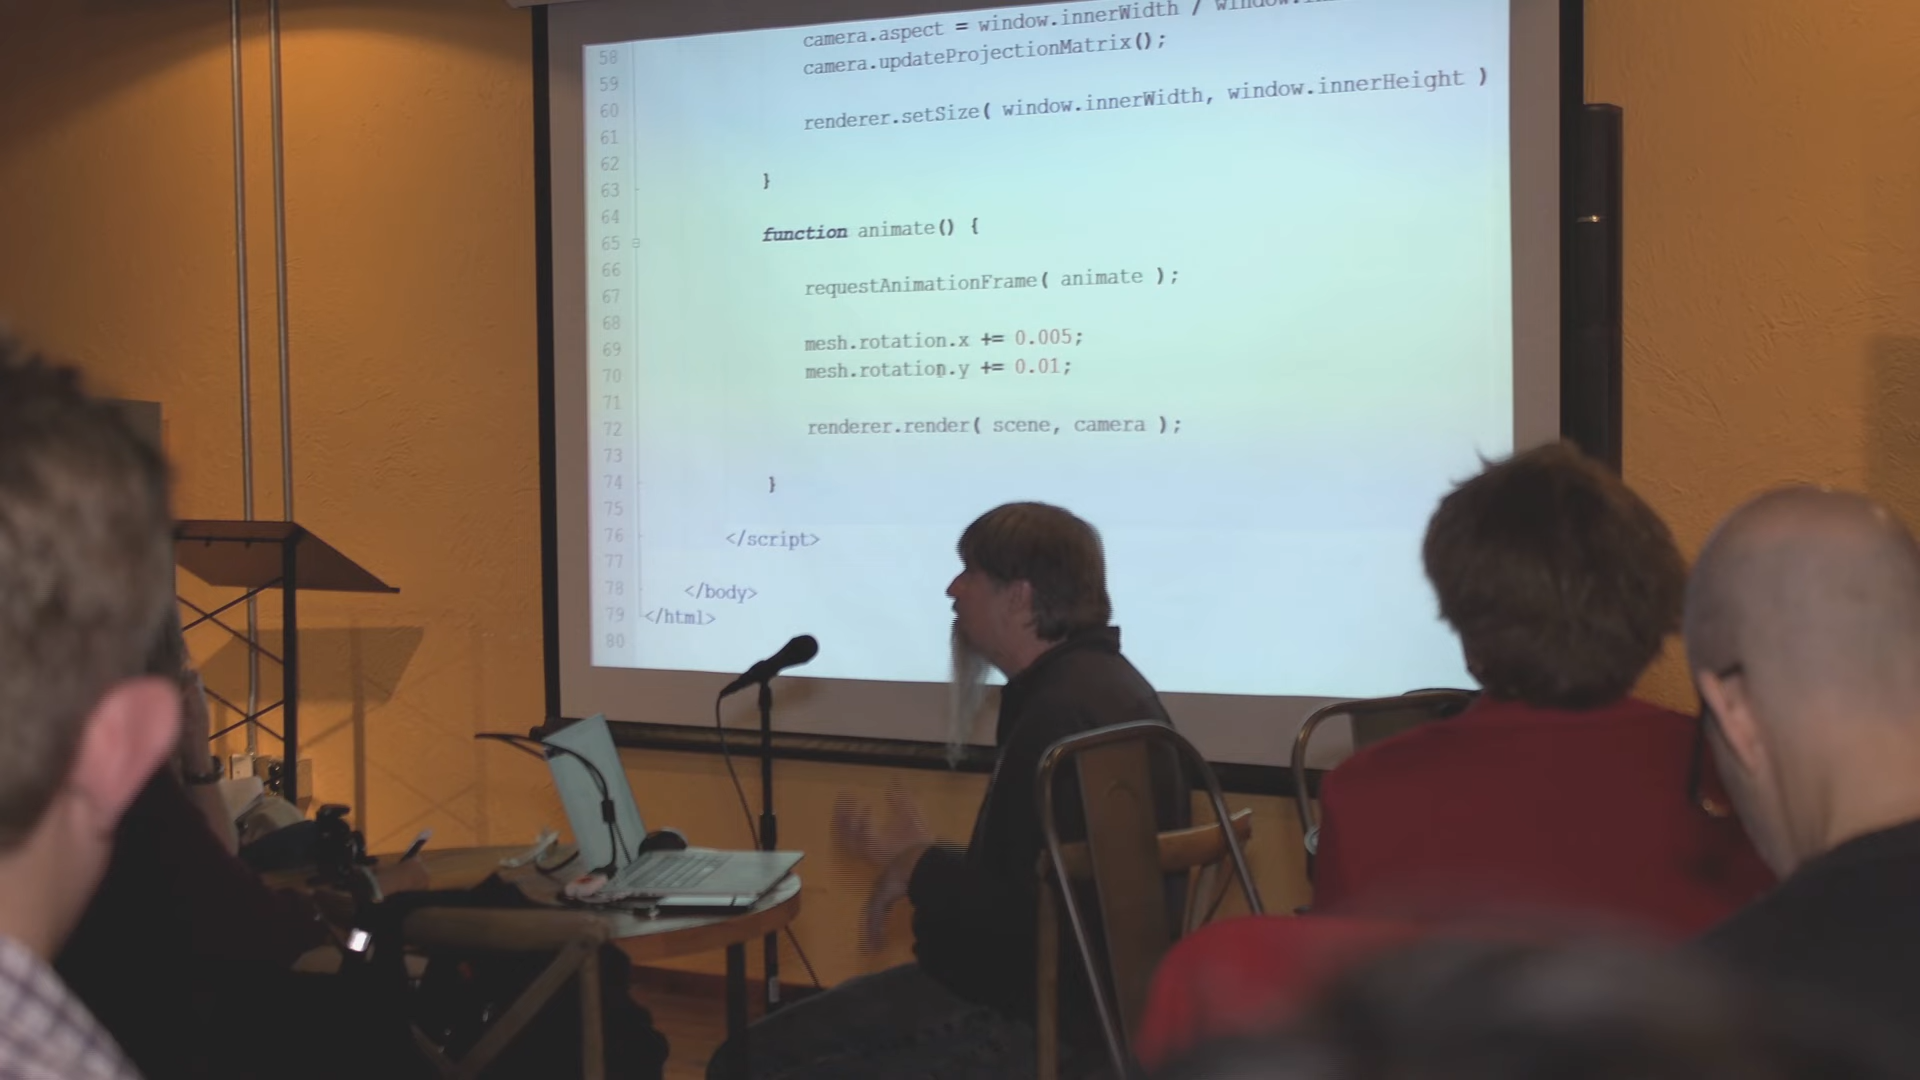 camera.aspect = window.innerWidth /
58 camera.updateProjectionMatrix();
59
60 renderer.setSize( window.innerWidth, window.innerHeight )
61
62
63 }
64
65 function animate() {
66
67 requestAnimationFrame( animate );
68
69 mesh.rotation.x += 0.005;
70 mesh.rotation.y += 0.01;
71
72 renderer.render( scene, camera );
73
74 }
75
76 </script>
77
78 </body>
79 </html>
80